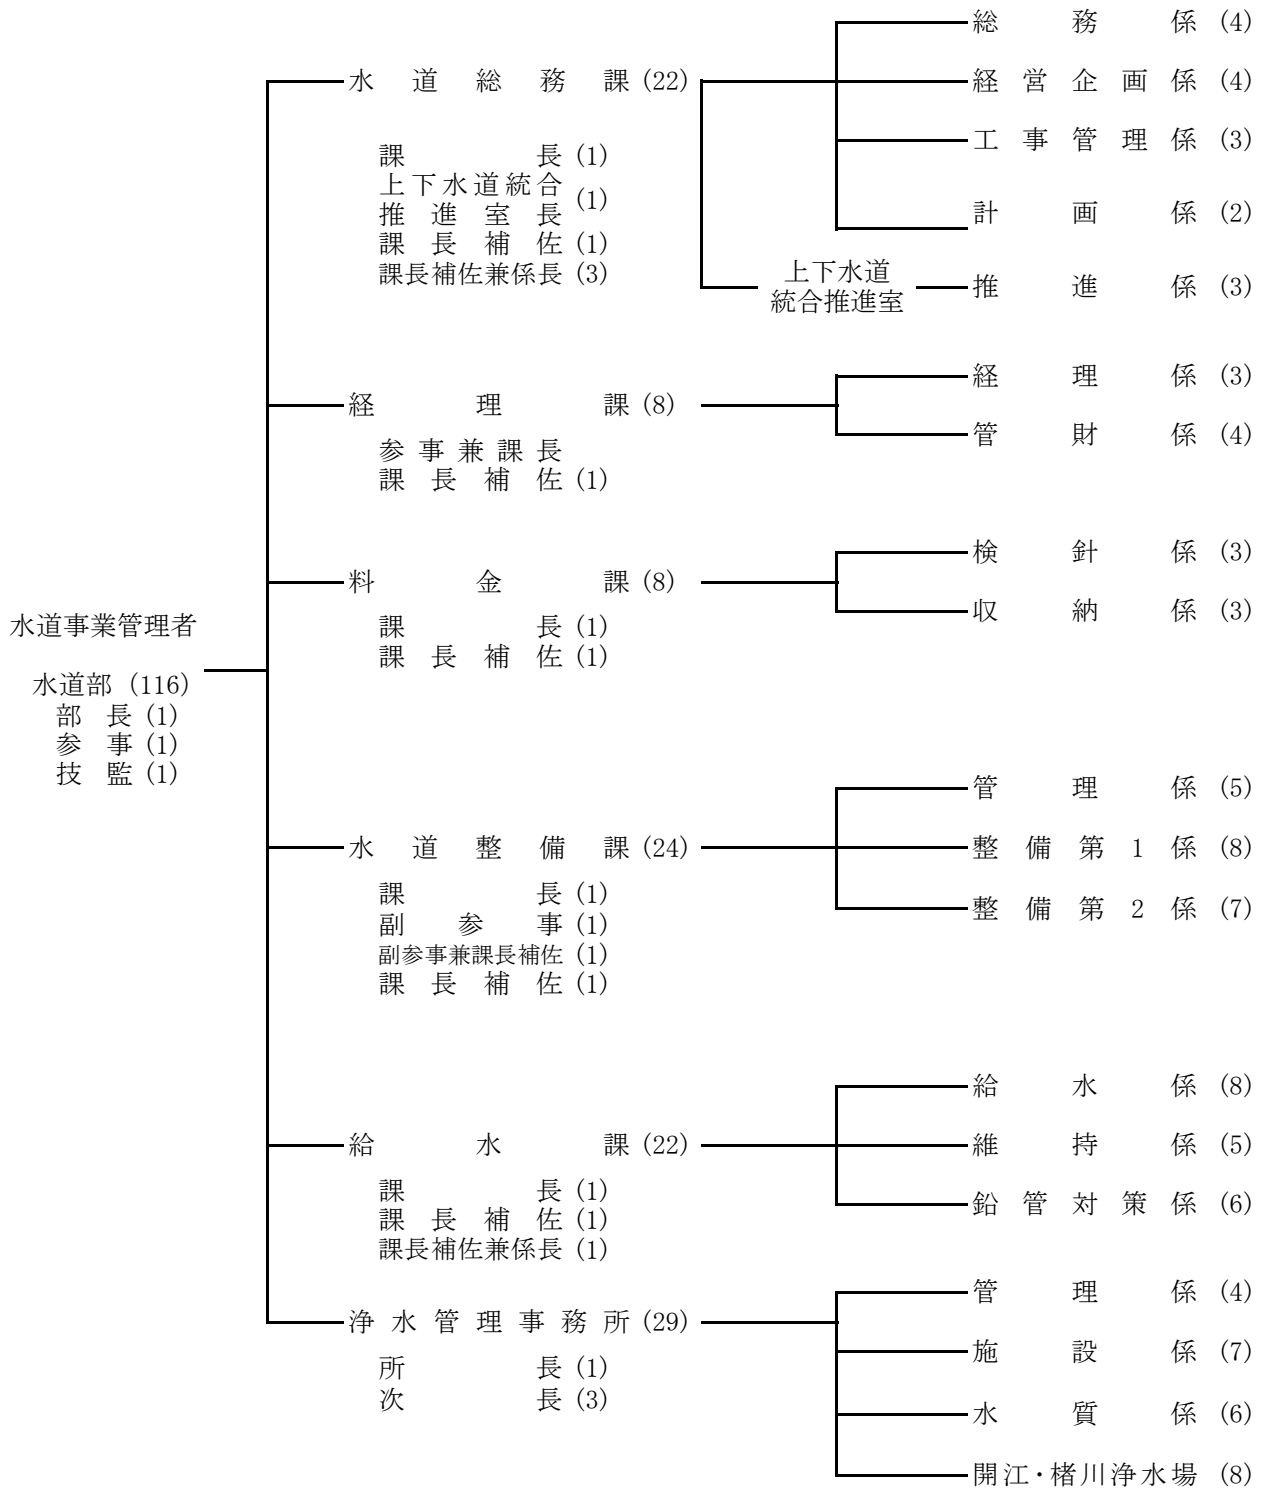 水道事業管理者
水道部 (116)
部長 (1)
参事 (1)
技監 (1)
水道総務課 (22)
課長 (1)
上下水道統合
推進室長 (1)
課長補佐 (1)
課長補佐兼係長 (3)
総務係 (4)
経営企画係 (4)
工事管理係 (3)
計画係 (2)
上下水道
統合推進室
推進係 (3)
経理課 (8)
参事兼課長
課長補佐 (1)
経理係 (3)
管財係 (4)
料金課 (8)
課長 (1)
課長補佐 (1)
検針係 (3)
収納係 (3)
水道整備課 (24)
課長 (1)
副参事 (1)
副参事兼課長補佐 (1)
課長補佐 (1)
管理係 (5)
整備第1係 (8)
整備第2係 (7)
給水課 (22)
課長 (1)
課長補佐 (1)
課長補佐兼係長 (1)
給水係 (8)
維持係 (5)
鉛管対策係 (6)
浄水管理事務所 (29)
所長 (1)
次長 (3)
管理係 (4)
施設係 (7)
水質係 (6)
開江・楮川浄水場 (8)